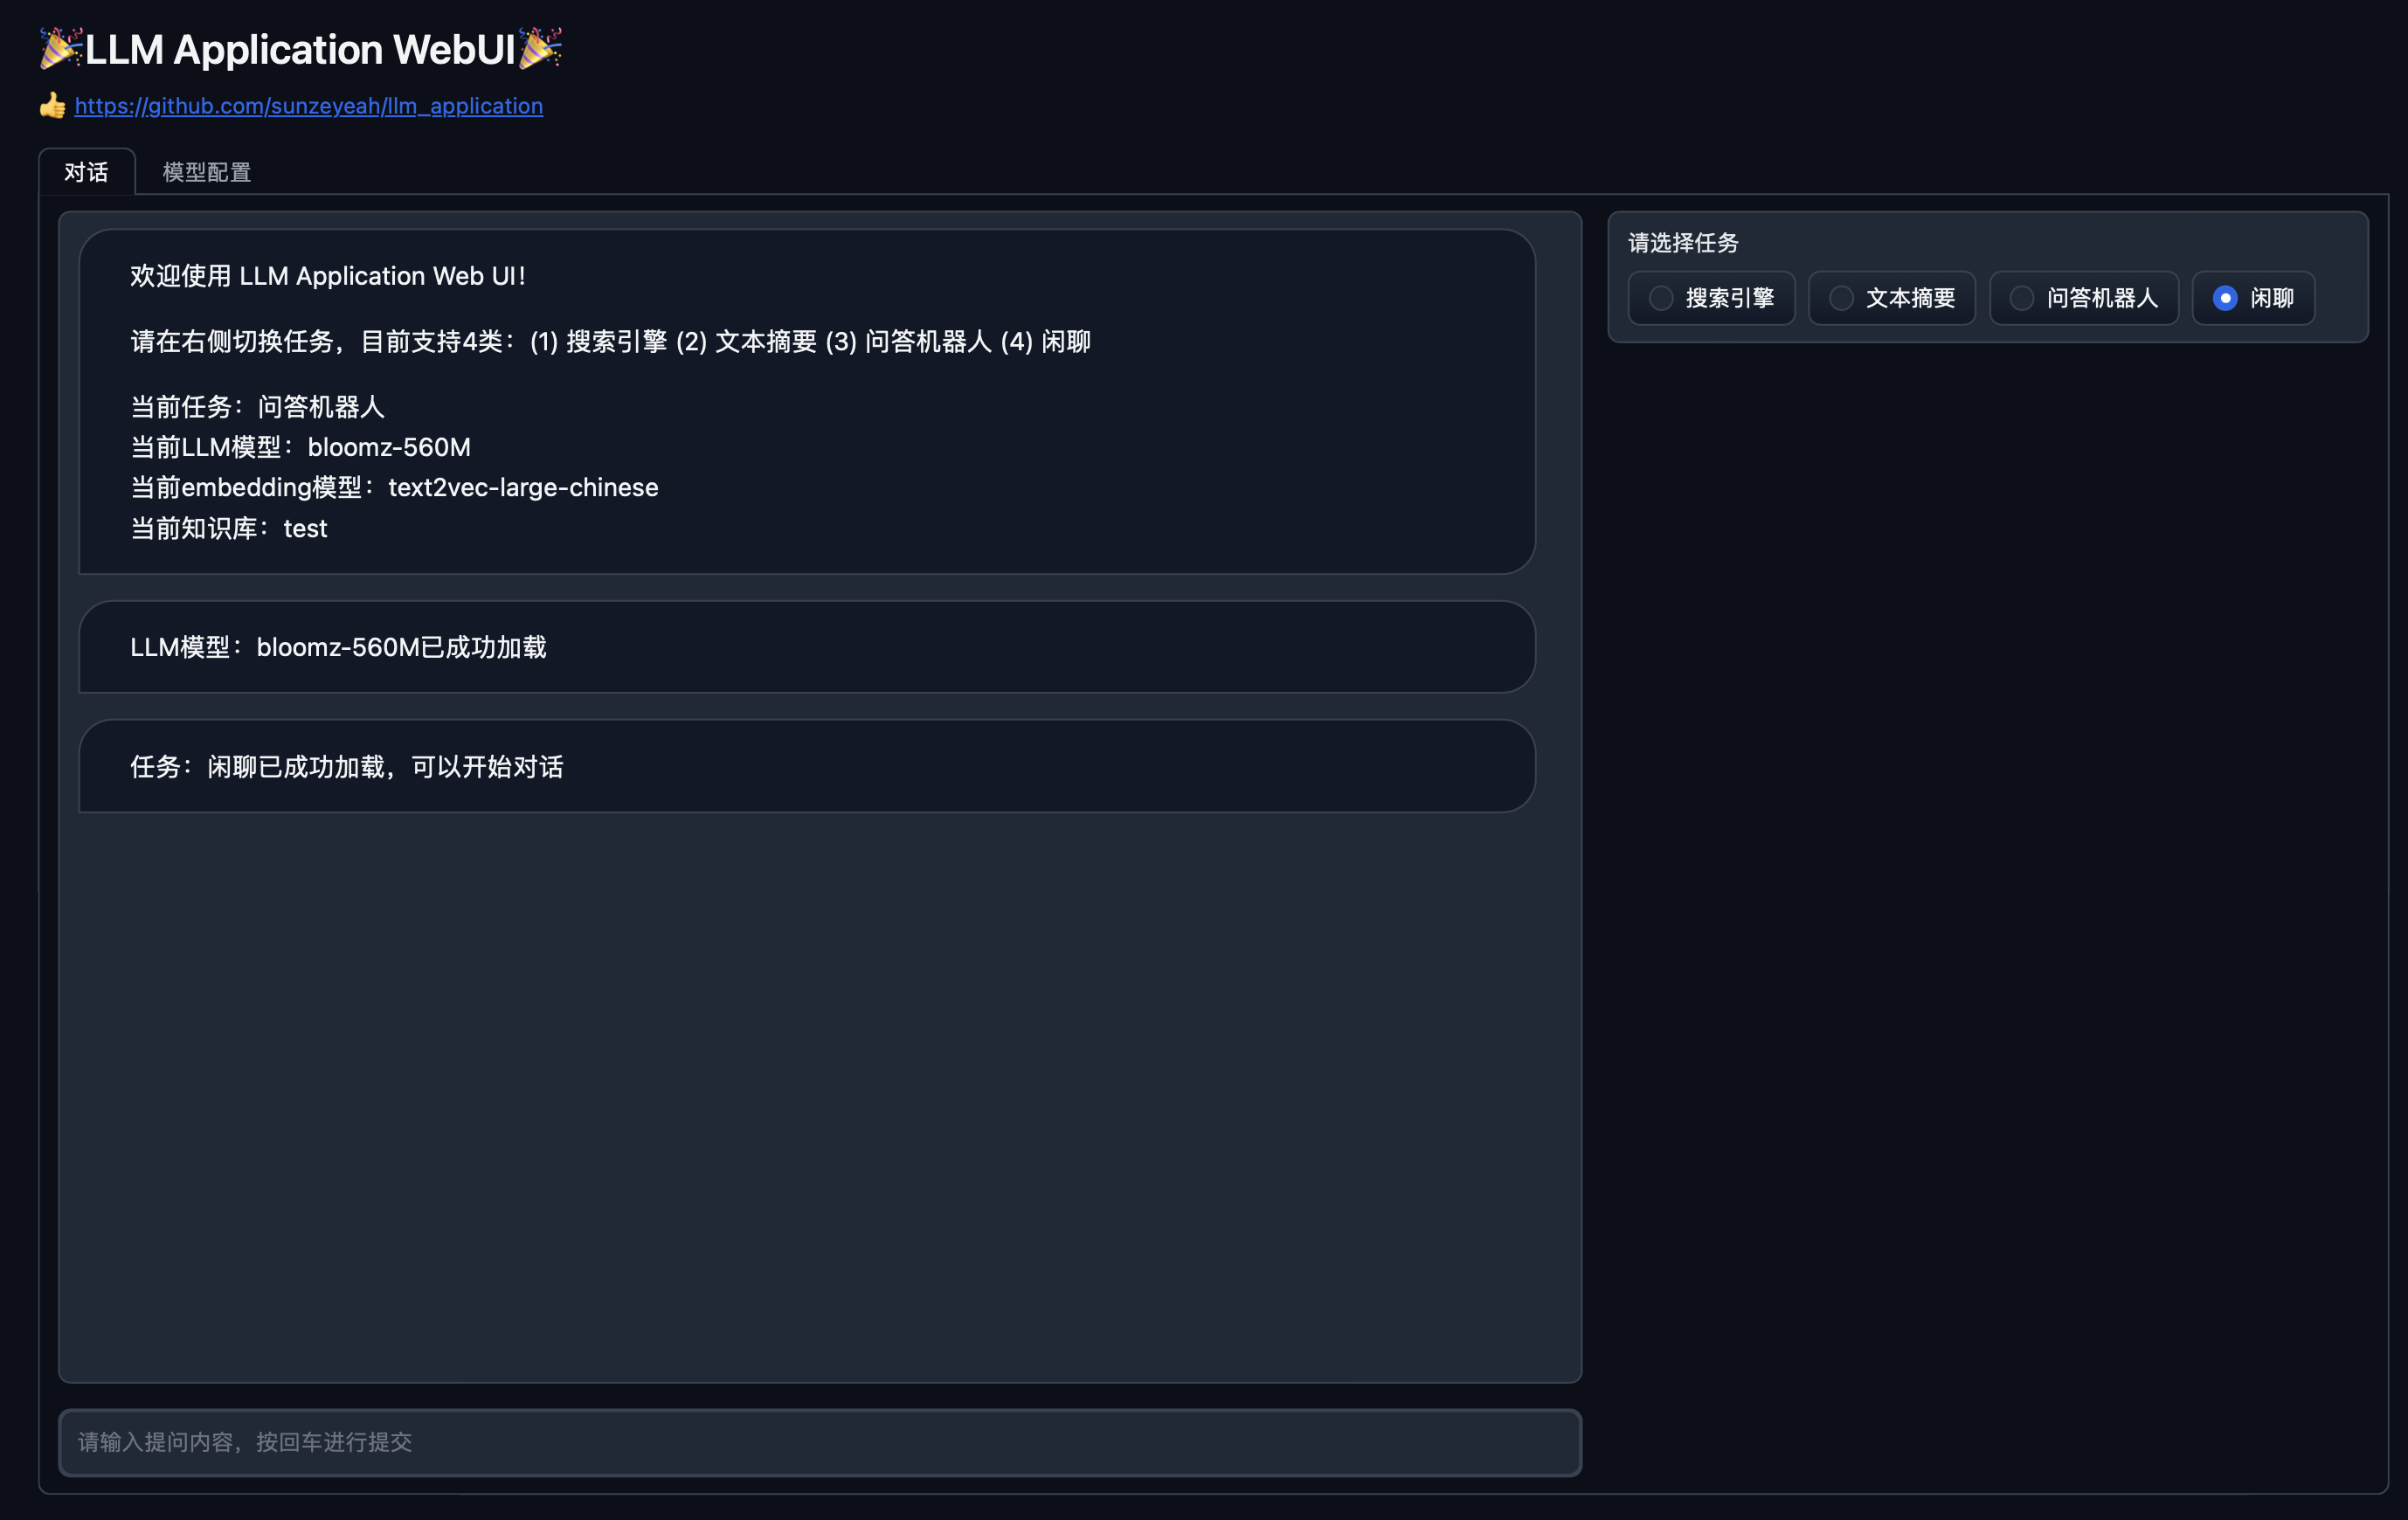 🎉LLM Application WebUI🎉
👍 https://github.com/sunzeyeah/llm_application
对话 模型配置
欢迎使用 LLM Application Web UI！
请在右侧切换任务，目前支持4类：(1) 搜索引擎 (2) 文本摘要 (3) 问答机器人 (4) 闲聊
当前任务：问答机器人
当前LLM模型：bloomz-560M
当前embedding模型：text2vec-large-chinese
当前知识库：test
LLM模型：bloomz-560M已成功加载
任务：闲聊已成功加载，可以开始对话
请输入提问内容，按回车进行提交
请选择任务
搜索引擎 文本摘要 问答机器人 闲聊